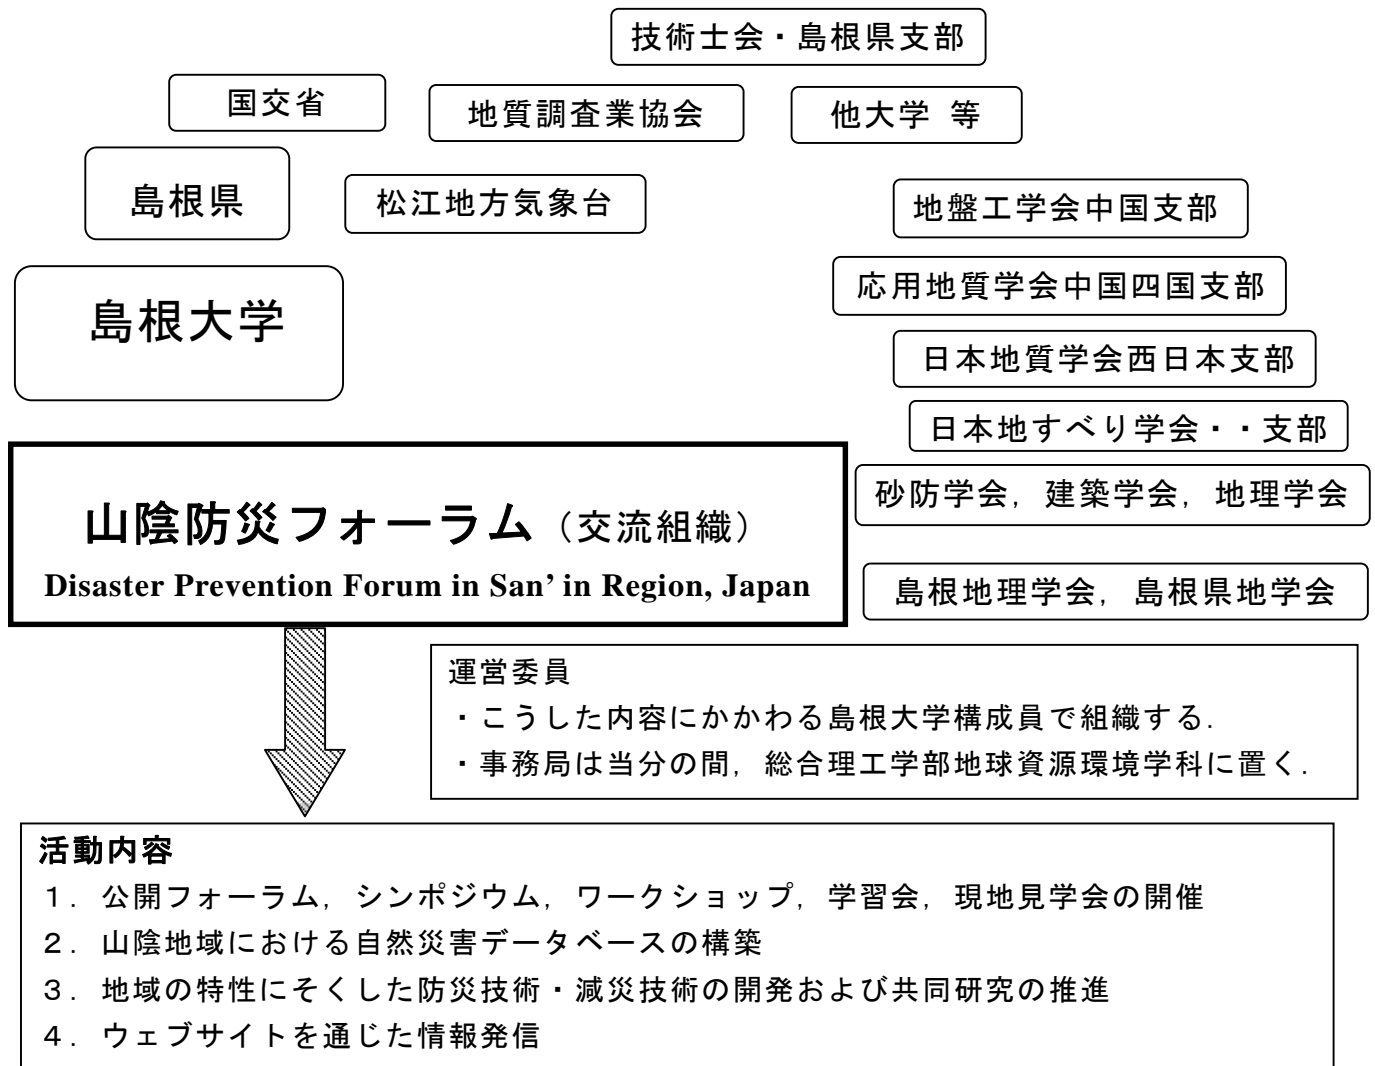 技術士会・島根県支部
国交省
地質調査業協会
他大学 等
島根県
松江地方気象台
地盤工学会中国支部
島根大学
応用地質学会中国四国支部
日本地質学会西日本支部
日本地すべり学会・・支部
砂防学会，建築学会，地理学会
山陰防災フォーラム（交流組織）
Disaster Prevention Forum in San’ in Region, Japan
島根地理学会，島根県地学会
運営委員
・こうした内容にかかわる島根大学構成員で組織する．
・事務局は当分の間，総合理工学部地球資源環境学科に置く．
活動内容
１．公開フォーラム，シンポジウム，ワークショップ，学習会，現地見学会の開催
２．山陰地域における自然災害データベースの構築
３．地域の特性にそくした防災技術・減災技術の開発および共同研究の推進
４．ウェブサイトを通じた情報発信